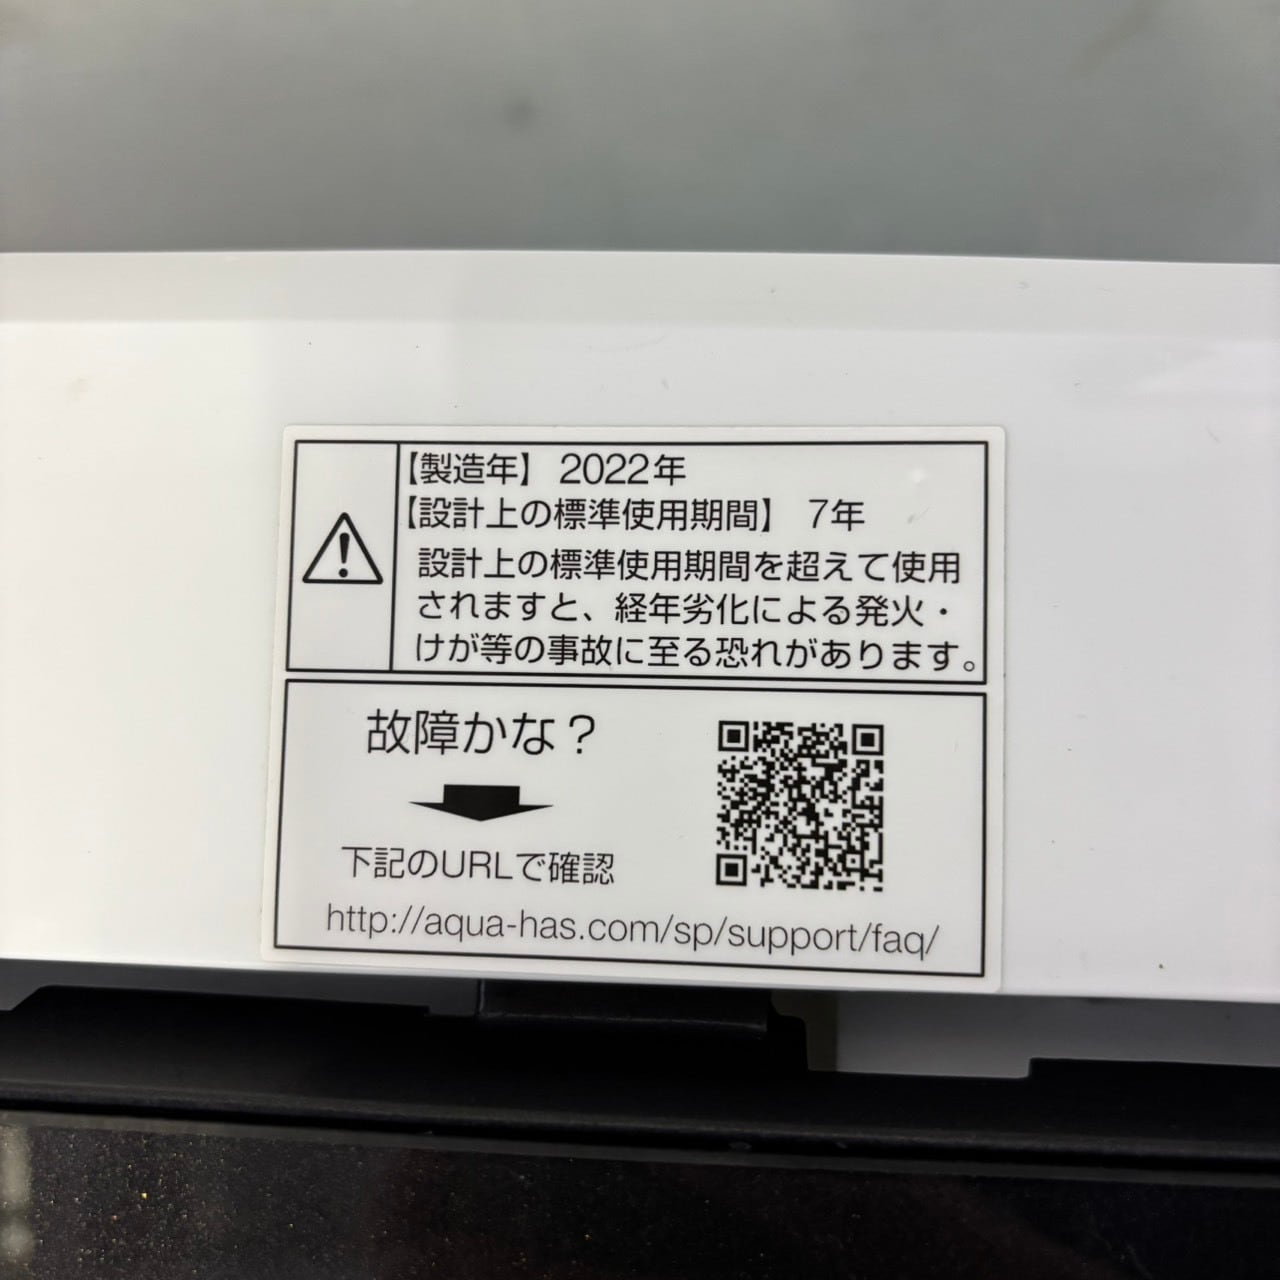 【製造年】 2022年
【設計上の標準使用期間】 7年
設計上の標準使用期間を超えて使用
されますと、経年劣化による発火・
けが等の事故に至る恐れがあります。
故障かな？
下記のURLで確認
http://aqua-has.com/sp/support/faq/